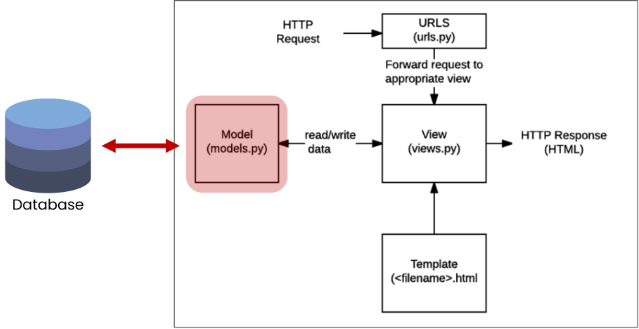 HTTP
Request
URLS
(urls.py)
Forward request to
appropriate view
Model
(models.py)
read/write
data
View
(views.py)
HTTP Response
(HTML)
Database
Template
(<filename>.html